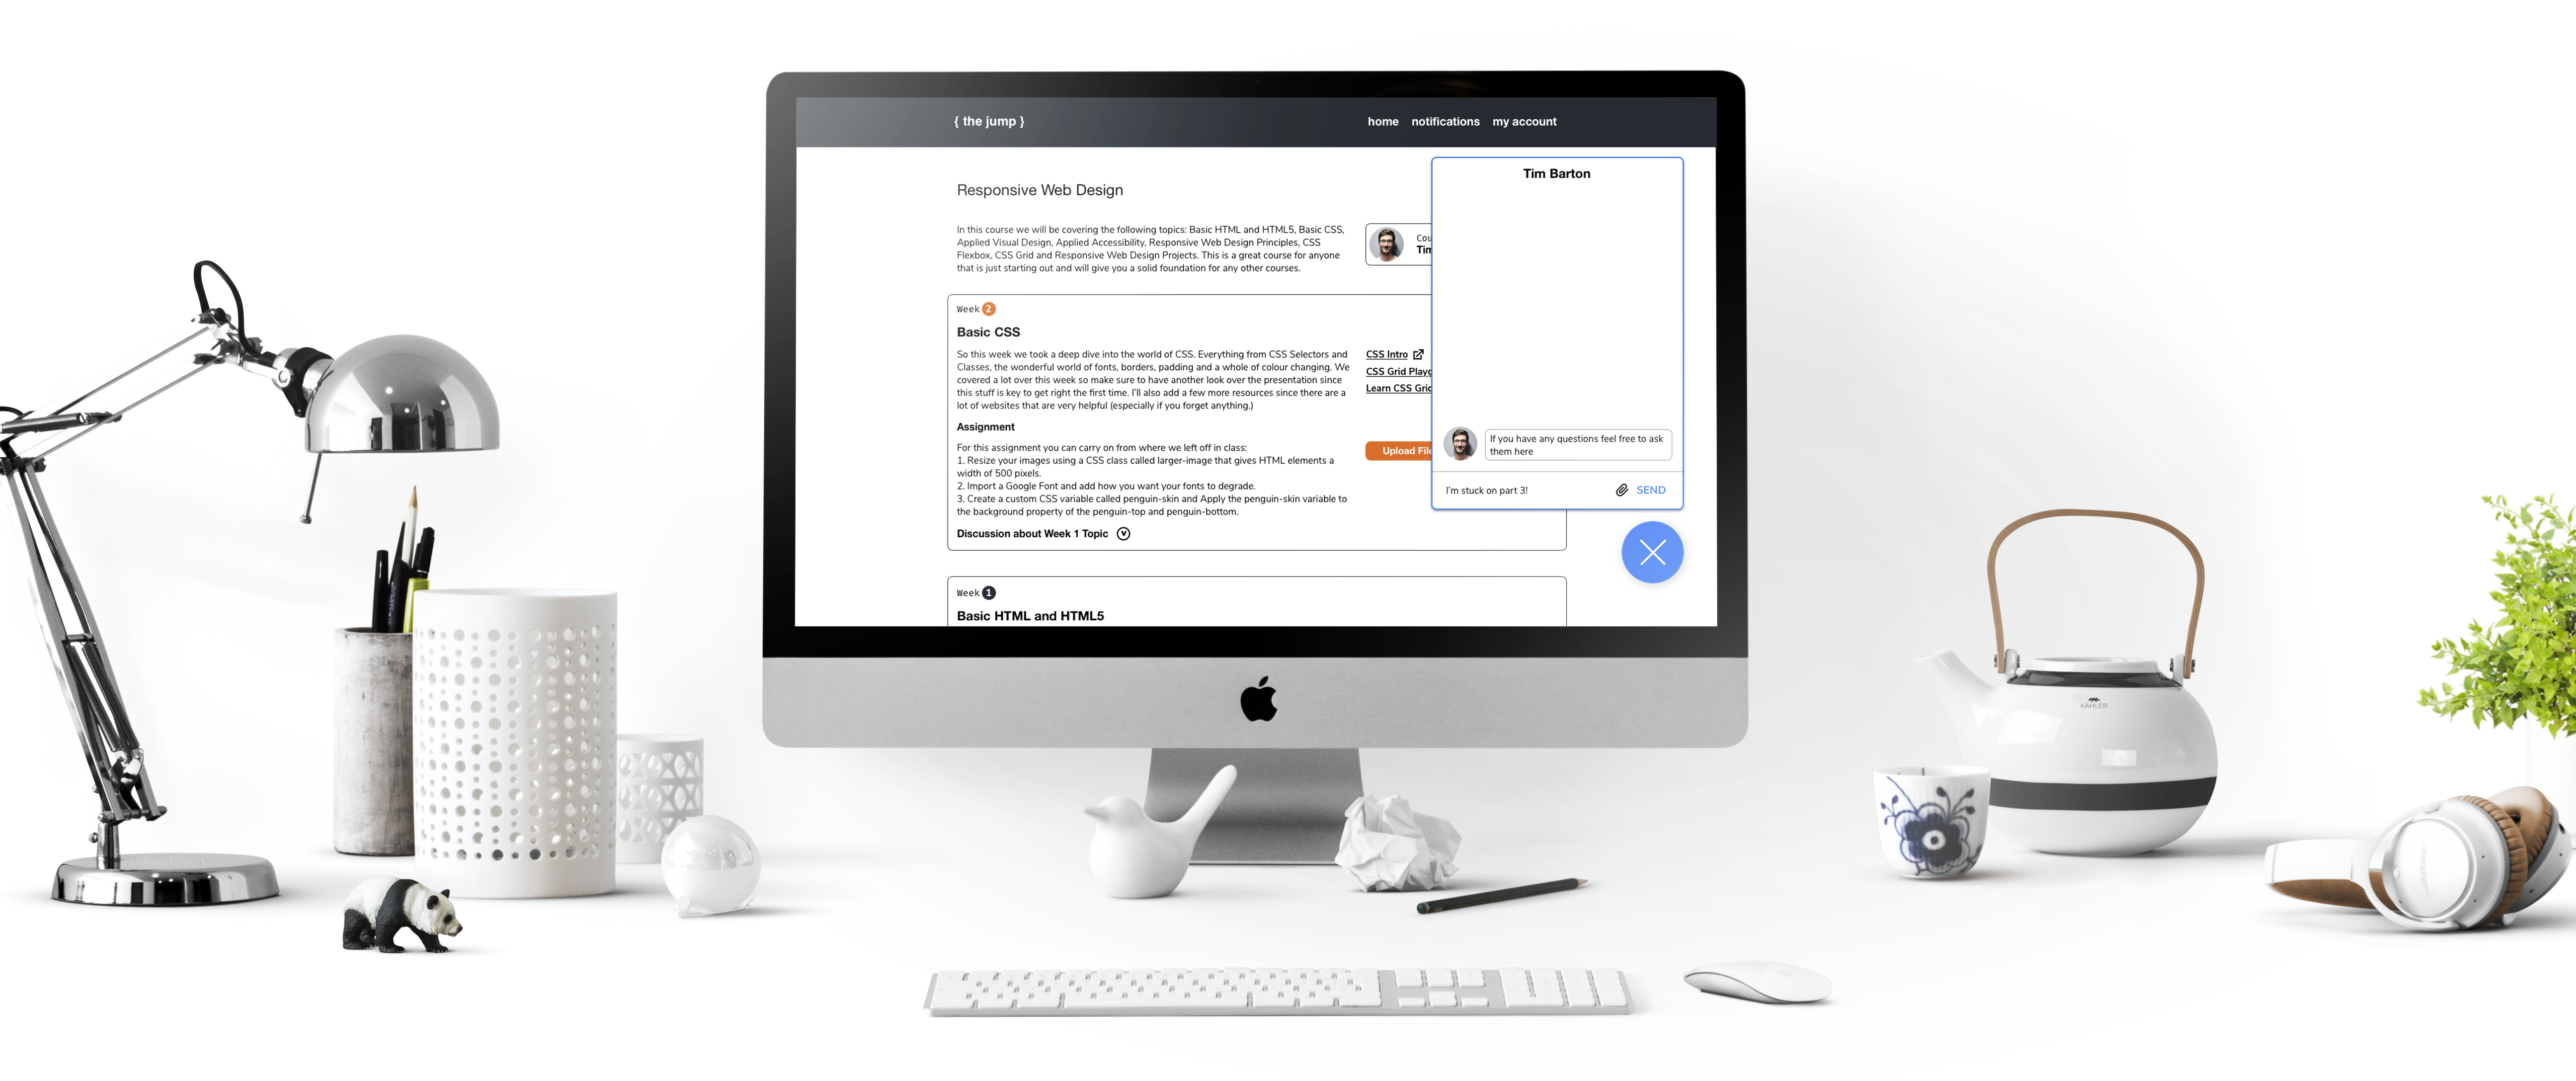 { the jump }
home notifications my account
Responsive Web Design
In this course we will be covering the following topics: Basic HTML and HTML5, Basic CSS,
Applied Visual Design, Applied Accessibility, Responsive Web Design Principles, CSS
Flexbox, CSS Grid and Responsive Web Design Projects. This is a great course for anyone
that is just starting out and will give you a solid foundation for any other courses.
Cou
Tim
Week 2
Basic CSS
So this week we took a deep dive into the world of CSS. Everything from CSS Selectors and
Classes, the wonderful world of fonts, borders, padding and a whole of colour changing. We
covered a lot over this week so make sure to have another look over the presentation since
this stuff is key to get right the first time. I'll also add a few more resources since there are a
lot of websites that are very helpful (especially if you forget anything.)
CSS Intro
CSS Grid Playg
Learn CSS Grid
Assignment
For this assignment you can carry on from where we left off in class:
1. Resize your images using a CSS class called larger-image that gives HTML elements a
width of 500 pixels.
2. Import a Google Font and add how you want your fonts to degrade.
3. Create a custom CSS variable called penguin-skin and Apply the penguin-skin variable to
the background property of the penguin-top and penguin-bottom.
Upload File
Discussion about Week 1 Topic
Week 1
Basic HTML and HTML5
Tim Barton
If you have any questions feel free to ask
them here
I'm stuck on part 3!
SEND
KÄHLER